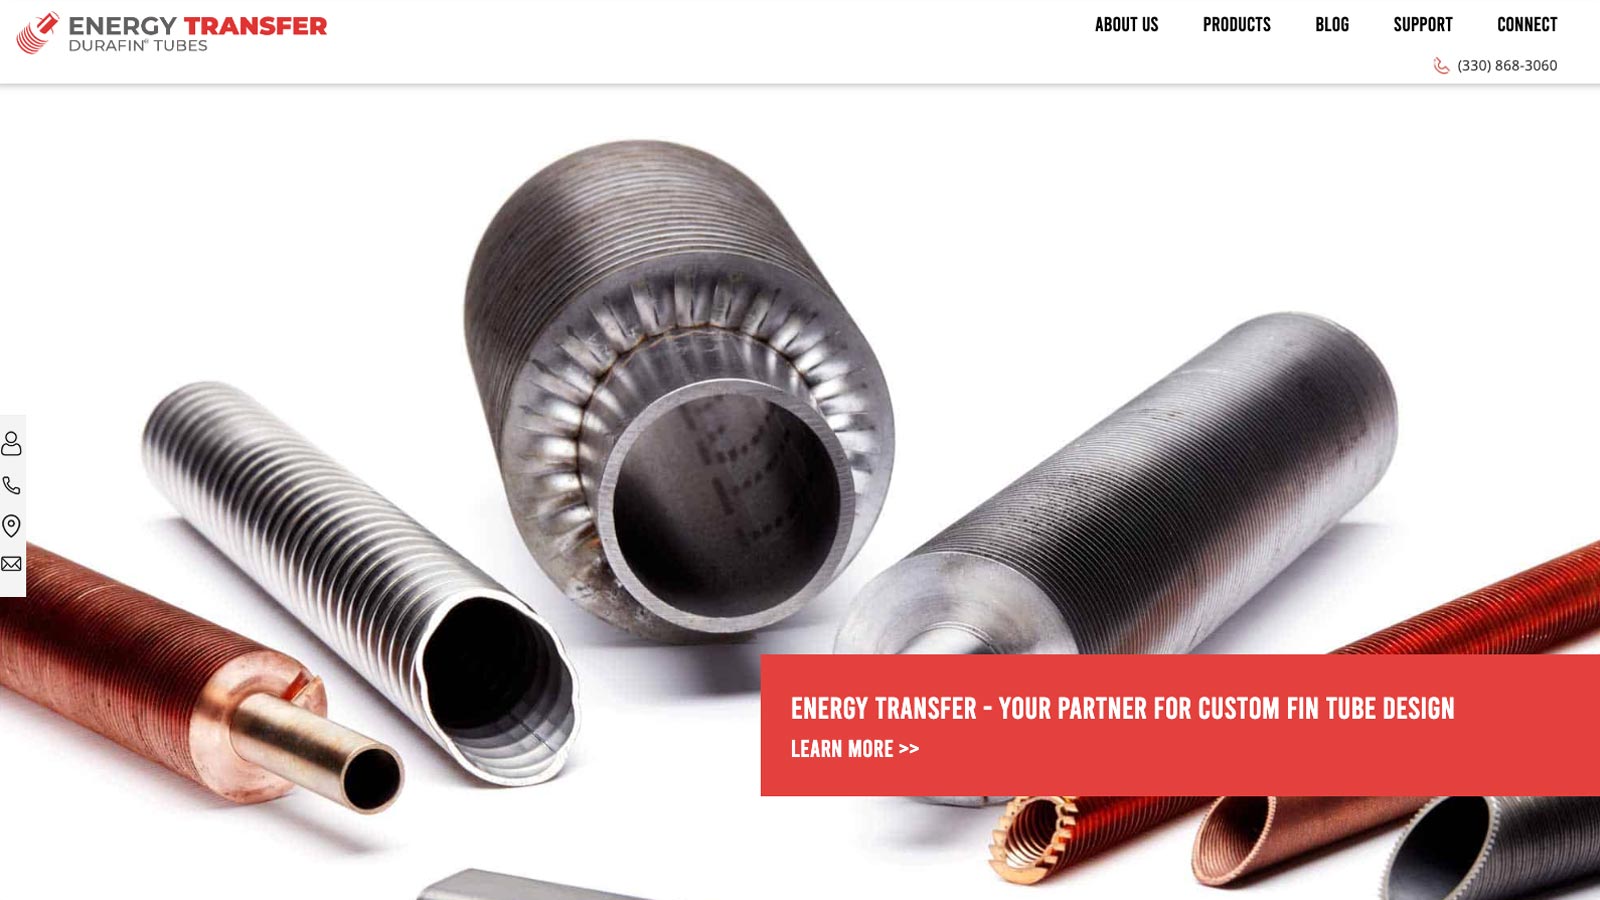 ENERGY TRANSFER
DURAFIN® TUBES
ABOUT US
PRODUCTS
BLOG
SUPPORT
CONNECT
(330) 868-3060
ENERGY TRANSFER - YOUR PARTNER FOR CUSTOM FIN TUBE DESIGN
LEARN MORE >>